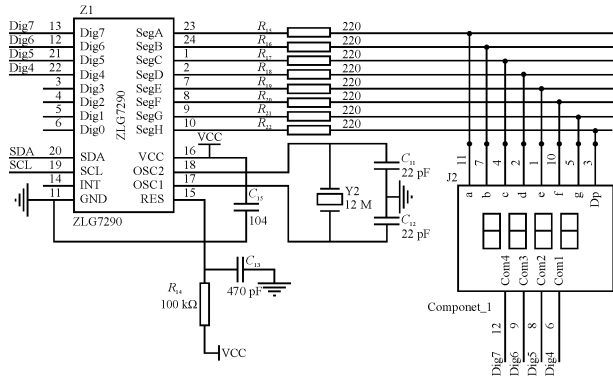 Z1
Dig7 13 Dig7 SegA 23 R15 220
Dig6 12 Dig6 SegB 24 R16 220
Dig5 21 Dig5 SegC 1 R17 220
Dig4 22 Dig4 SegD 2 R18 220
3 Dig3 SegE 7 R19 220
4 Dig2 SegF 8 R20 220
5 Dig1 SegG 9 R21 220
6 Dig0 SegH 10 R22 220
ZLG7290
VCC
SDA 20 SDA VCC 16
SCL 19 SCL OSC2 18
14 INT OSC1 17
11 GND RES 15
ZLG7290
C11
22 pF
Y2
12 M
C12
22 pF
C15
104
C13
470 pF
R14
100 kΩ
VCC
11 7 4 2 1 10 5 3
J2
a b c d e f g Dp
Com4 Com3 Com2 Com1
Componet_1
12 9 8 6
Dig7 Dig6 Dig5 Dig4